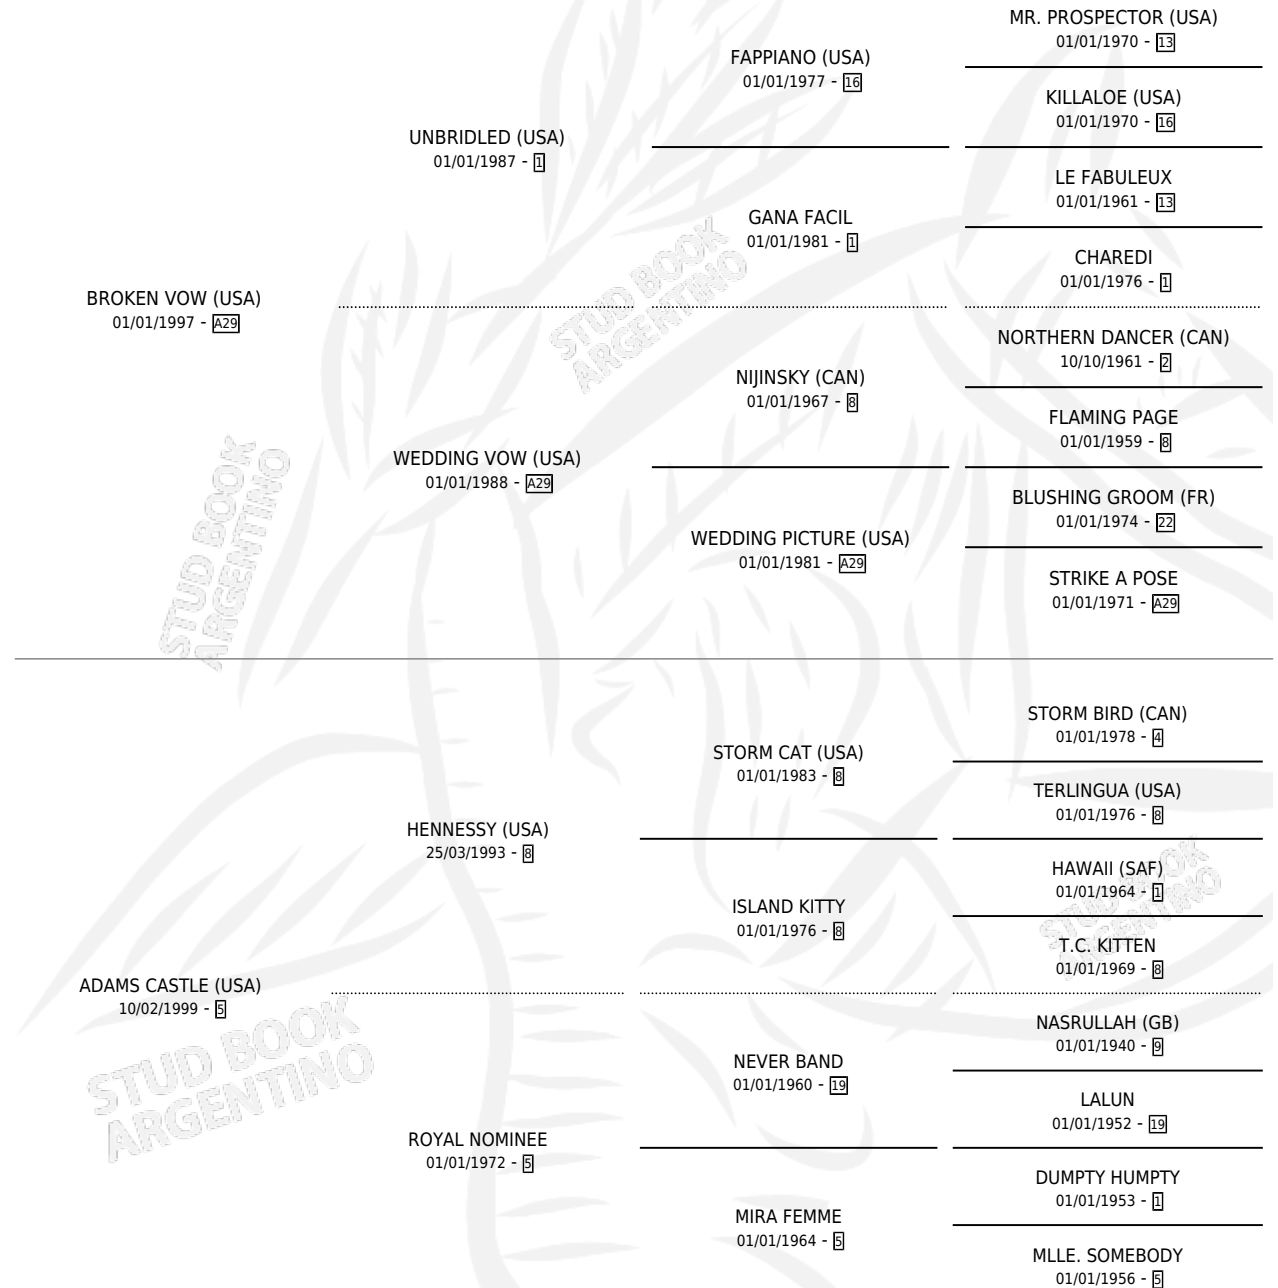 MR. PROSPECTOR (USA)
01/01/1970 - 13
FAPPIANO (USA)
01/01/1977 - 16
KILLALOE (USA)
01/01/1970 - 16
UNBRIDLED (USA)
01/01/1987 - 1
LE FABULEUX
01/01/1961 - 13
GANA FACIL
01/01/1981 - 1
CHAREDI
01/01/1976 - 1
BROKEN VOW (USA)
01/01/1997 - A29
NORTHERN DANCER (CAN)
10/10/1961 - 2
NIJINSKY (CAN)
01/01/1967 - 8
FLAMING PAGE
01/01/1959 - 8
WEDDING VOW (USA)
01/01/1988 - A29
BLUSHING GROOM (FR)
01/01/1974 - 22
WEDDING PICTURE (USA)
01/01/1981 - A29
STRIKE A POSE
01/01/1971 - A29
STUD BOOK
ARGENTINO
STUD BOOK
ARGENTINO
STORM BIRD (CAN)
01/01/1978 - 4
STORM CAT (USA)
01/01/1983 - 8
TERLINGUA (USA)
01/01/1976 - 8
HENNESSY (USA)
25/03/1993 - 8
HAWAII (SAF)
01/01/1964 - 1
ISLAND KITTY
01/01/1976 - 8
T.C. KITTEN
01/01/1969 - 8
STUD BOOK
ARGENTINO
ADAMS CASTLE (USA)
10/02/1999 - 5
NASRULLAH (GB)
01/01/1940 - 9
NEVER BAND
01/01/1960 - 19
LALUN
01/01/1952 - 19
STUD BOOK
ARGENTINO
ROYAL NOMINEE
01/01/1972 - 5
DUMPTY HUMPTY
01/01/1953 - 1
MIRA FEMME
01/01/1964 - 5
MLLE. SOMEBODY
01/01/1956 - 5